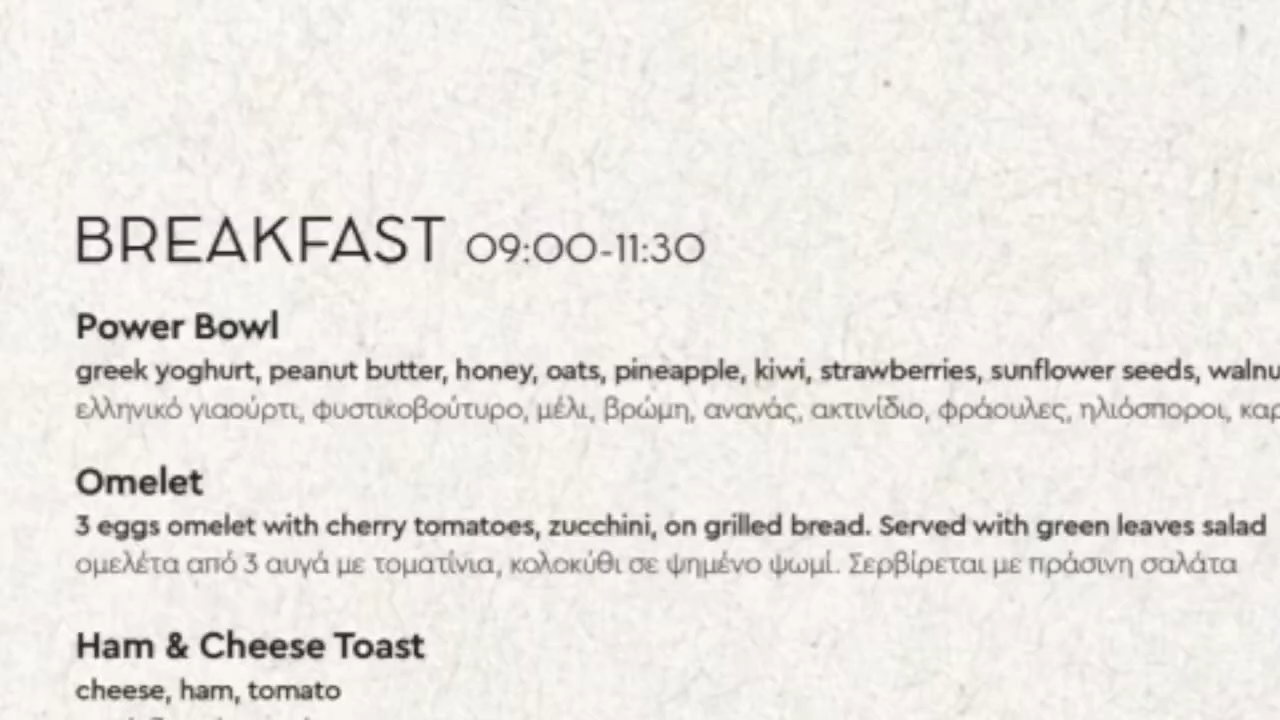 BREAKFAST 09:00-11:30
Power Bowl
greek yoghurt, peanut butter, honey, oats, pineapple, kiwi, strawberries, sunflower seeds,
ελληνικό γιαούρτι, φυστικοβούτυρο, μέλι, βρώμη, ανανάς, ακτινίδιο, φράουλες, ηλιόσποροι,
Omelet
3 eggs omelet with cherry tomatoes, zucchini, on grilled bread. Served with green leaves salad
ομελέτα από 3 αυγά με τοματίνια, κολοκύθι σε ψημένο ψωμί. Σερβίρεται με πράσινη σαλάτα
Ham & Cheese Toast
cheese, ham, tomato